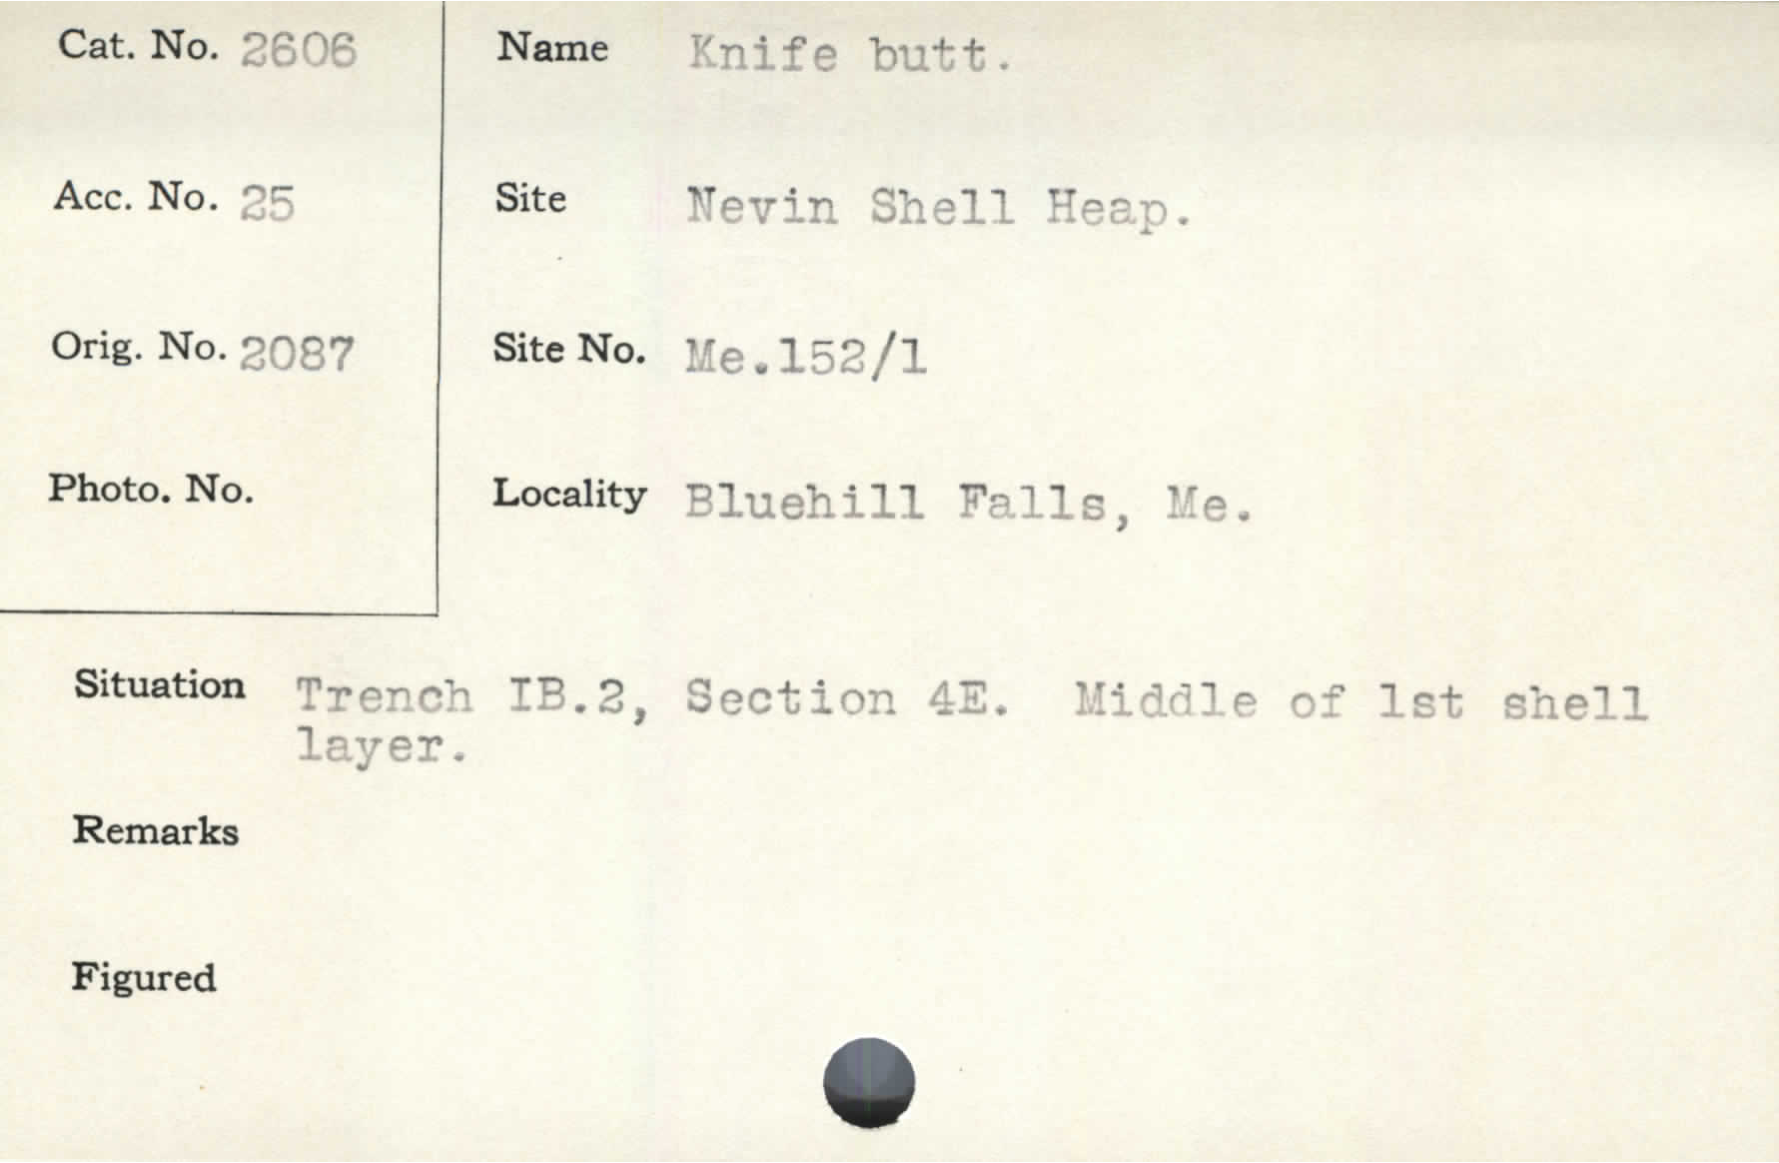 Cat. No. 2606
Name Knife butt.
Acc. No. 25
Site Nevin Shell Heap.
Orig. No. 2087
Site No. Me.152/1
Photo. No.
Locality Bluehill Falls, Me.
Situation Trench IB.2, Section 4E. Middle of 1st shell
layer.
Remarks
Figured